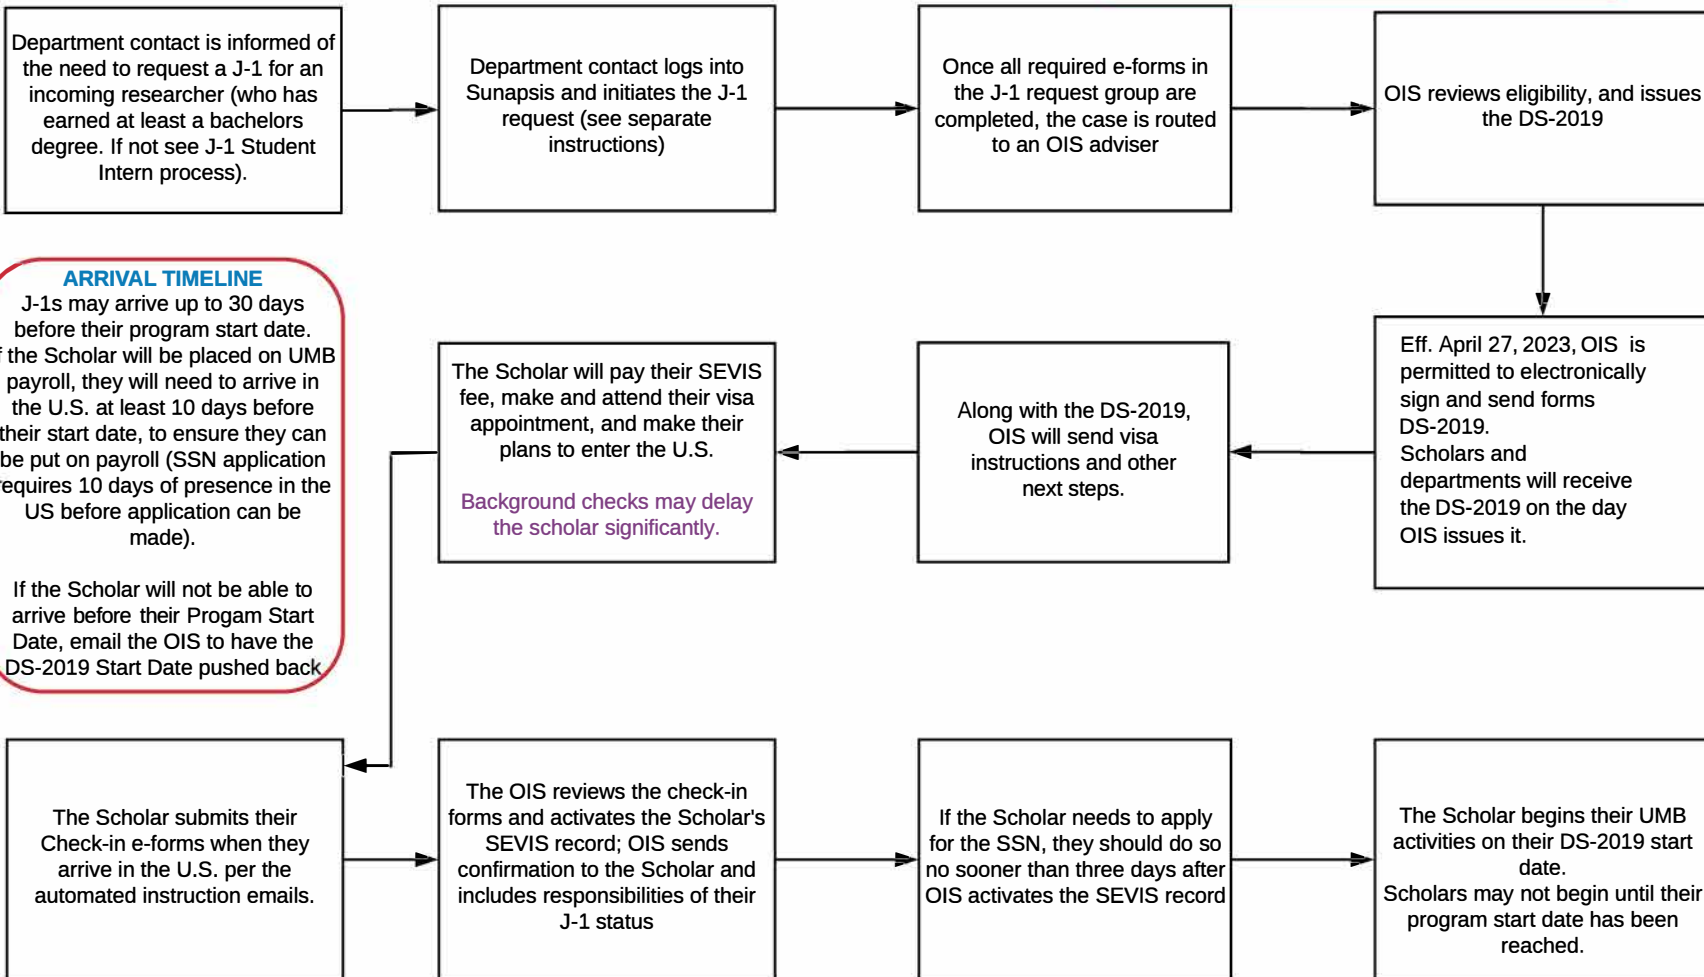 Department contact is informed of
the need to request a J-1 for an
incoming researcher (who has
earned at least a bachelors
degree. If not see J-1 Student
Intern process).
Department contact logs into
Sunapsis and initiates the J-1
request (see separate
instructions)
Once all required e-forms in
the J-1 request group are
completed, the case is routed
to an OIS adviser
OIS reviews eligibility, and issues
the DS-2019
ARRIVAL TIMELINE
J-1s may arrive up to 30 days
before their program start date.
f the Scholar will be placed on UMB
payroll, they will need to arrive in
the U.S. at least 10 days before
their start date, to ensure they can
be put on payroll (SSN application
requires 10 days of presence in the
US before application can be
made).
If the Scholar will not be able to
arrive before their Progam Start
Date, email the OIS to have the
DS-2019 Start Date pushed back
The Scholar will pay their SEVIS
fee, make and attend their visa
appointment, and make their
plans to enter the U.S.
Background checks may delay
the scholar significantly.
Along with the DS-2019,
OIS will send visa
instructions and other
next steps.
Eff. April 27, 2023, OIS is
permitted to electronically
sign and send forms
DS-2019.
Scholars and
departments will receive
the DS-2019 on the day
OIS issues it.
The Scholar submits their
Check-in e-forms when they
arrive in the U.S. per the
automated instruction emails.
The OIS reviews the check-in
forms and activates the Scholar's
SEVIS record; OIS sends
confirmation to the Scholar and
includes responsibilities of their
J-1 status
If the Scholar needs to apply
for the SSN, they should do so
no sooner than three days after
OIS activates the SEVIS record
The Scholar begins their UMB
activities on their DS-2019 start
date.
Scholars may not begin until their
program start date has been
reached.